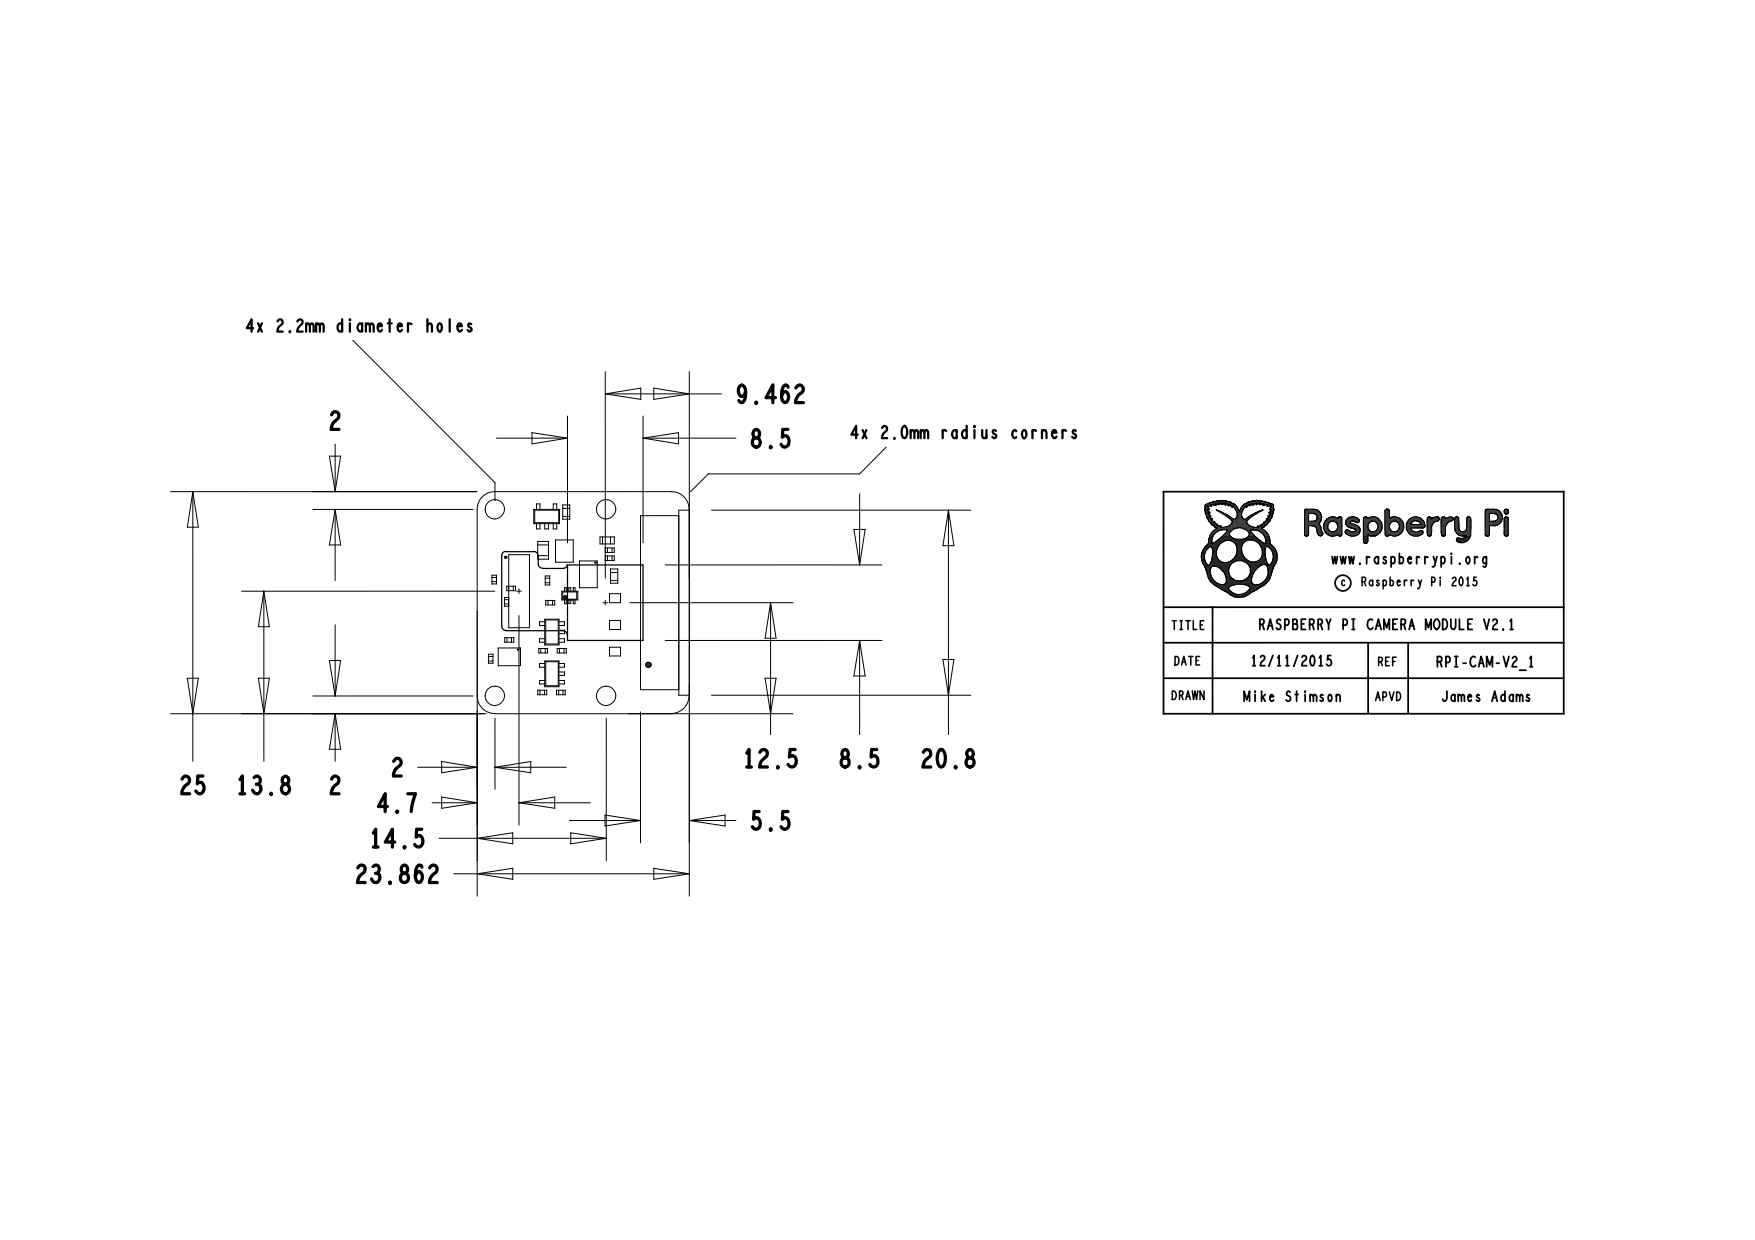 4x 2.2mm diameter holes
9.462
2
8.5
4x 2.0mm radius corners
12.5
8.5
20.8
2
25
13.8
2
4.7
5.5
14.5
23.862
Raspberry Pi
www.raspberrypi.org
© Raspberry Pi 2015
TITLE RASPBERRY PI CAMERA MODULE V2.1
DATE 12/11/2015 REF RPI-CAM-V2_1
DRAWN Mike Stimson APVD James Adams